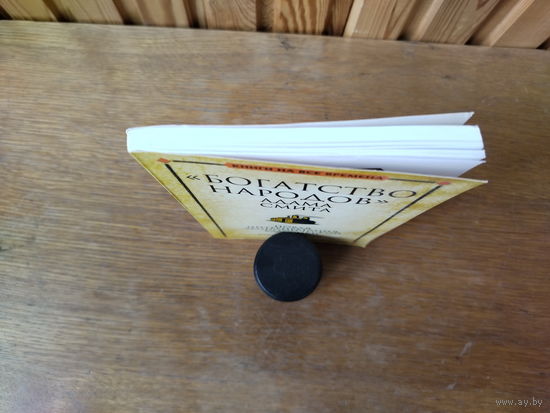 КНИГИ НА ВСЕ ВРЕМЕНА
«БОГАТСТВО
НАРОДОВ»
АДАМА
СМИТА
www.ay.by